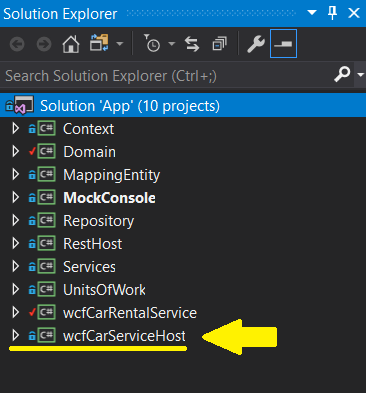 Solution Explorer
Search Solution Explorer (Ctrl+;)
Solution 'App' (10 projects)
C# Context
C# Domain
C# MappingEntity
C# MockConsole
C# Repository
C# RestHost
C# Services
C# UnitsOfWork
C# wcfCarRentalService
C# wcfCarServiceHost